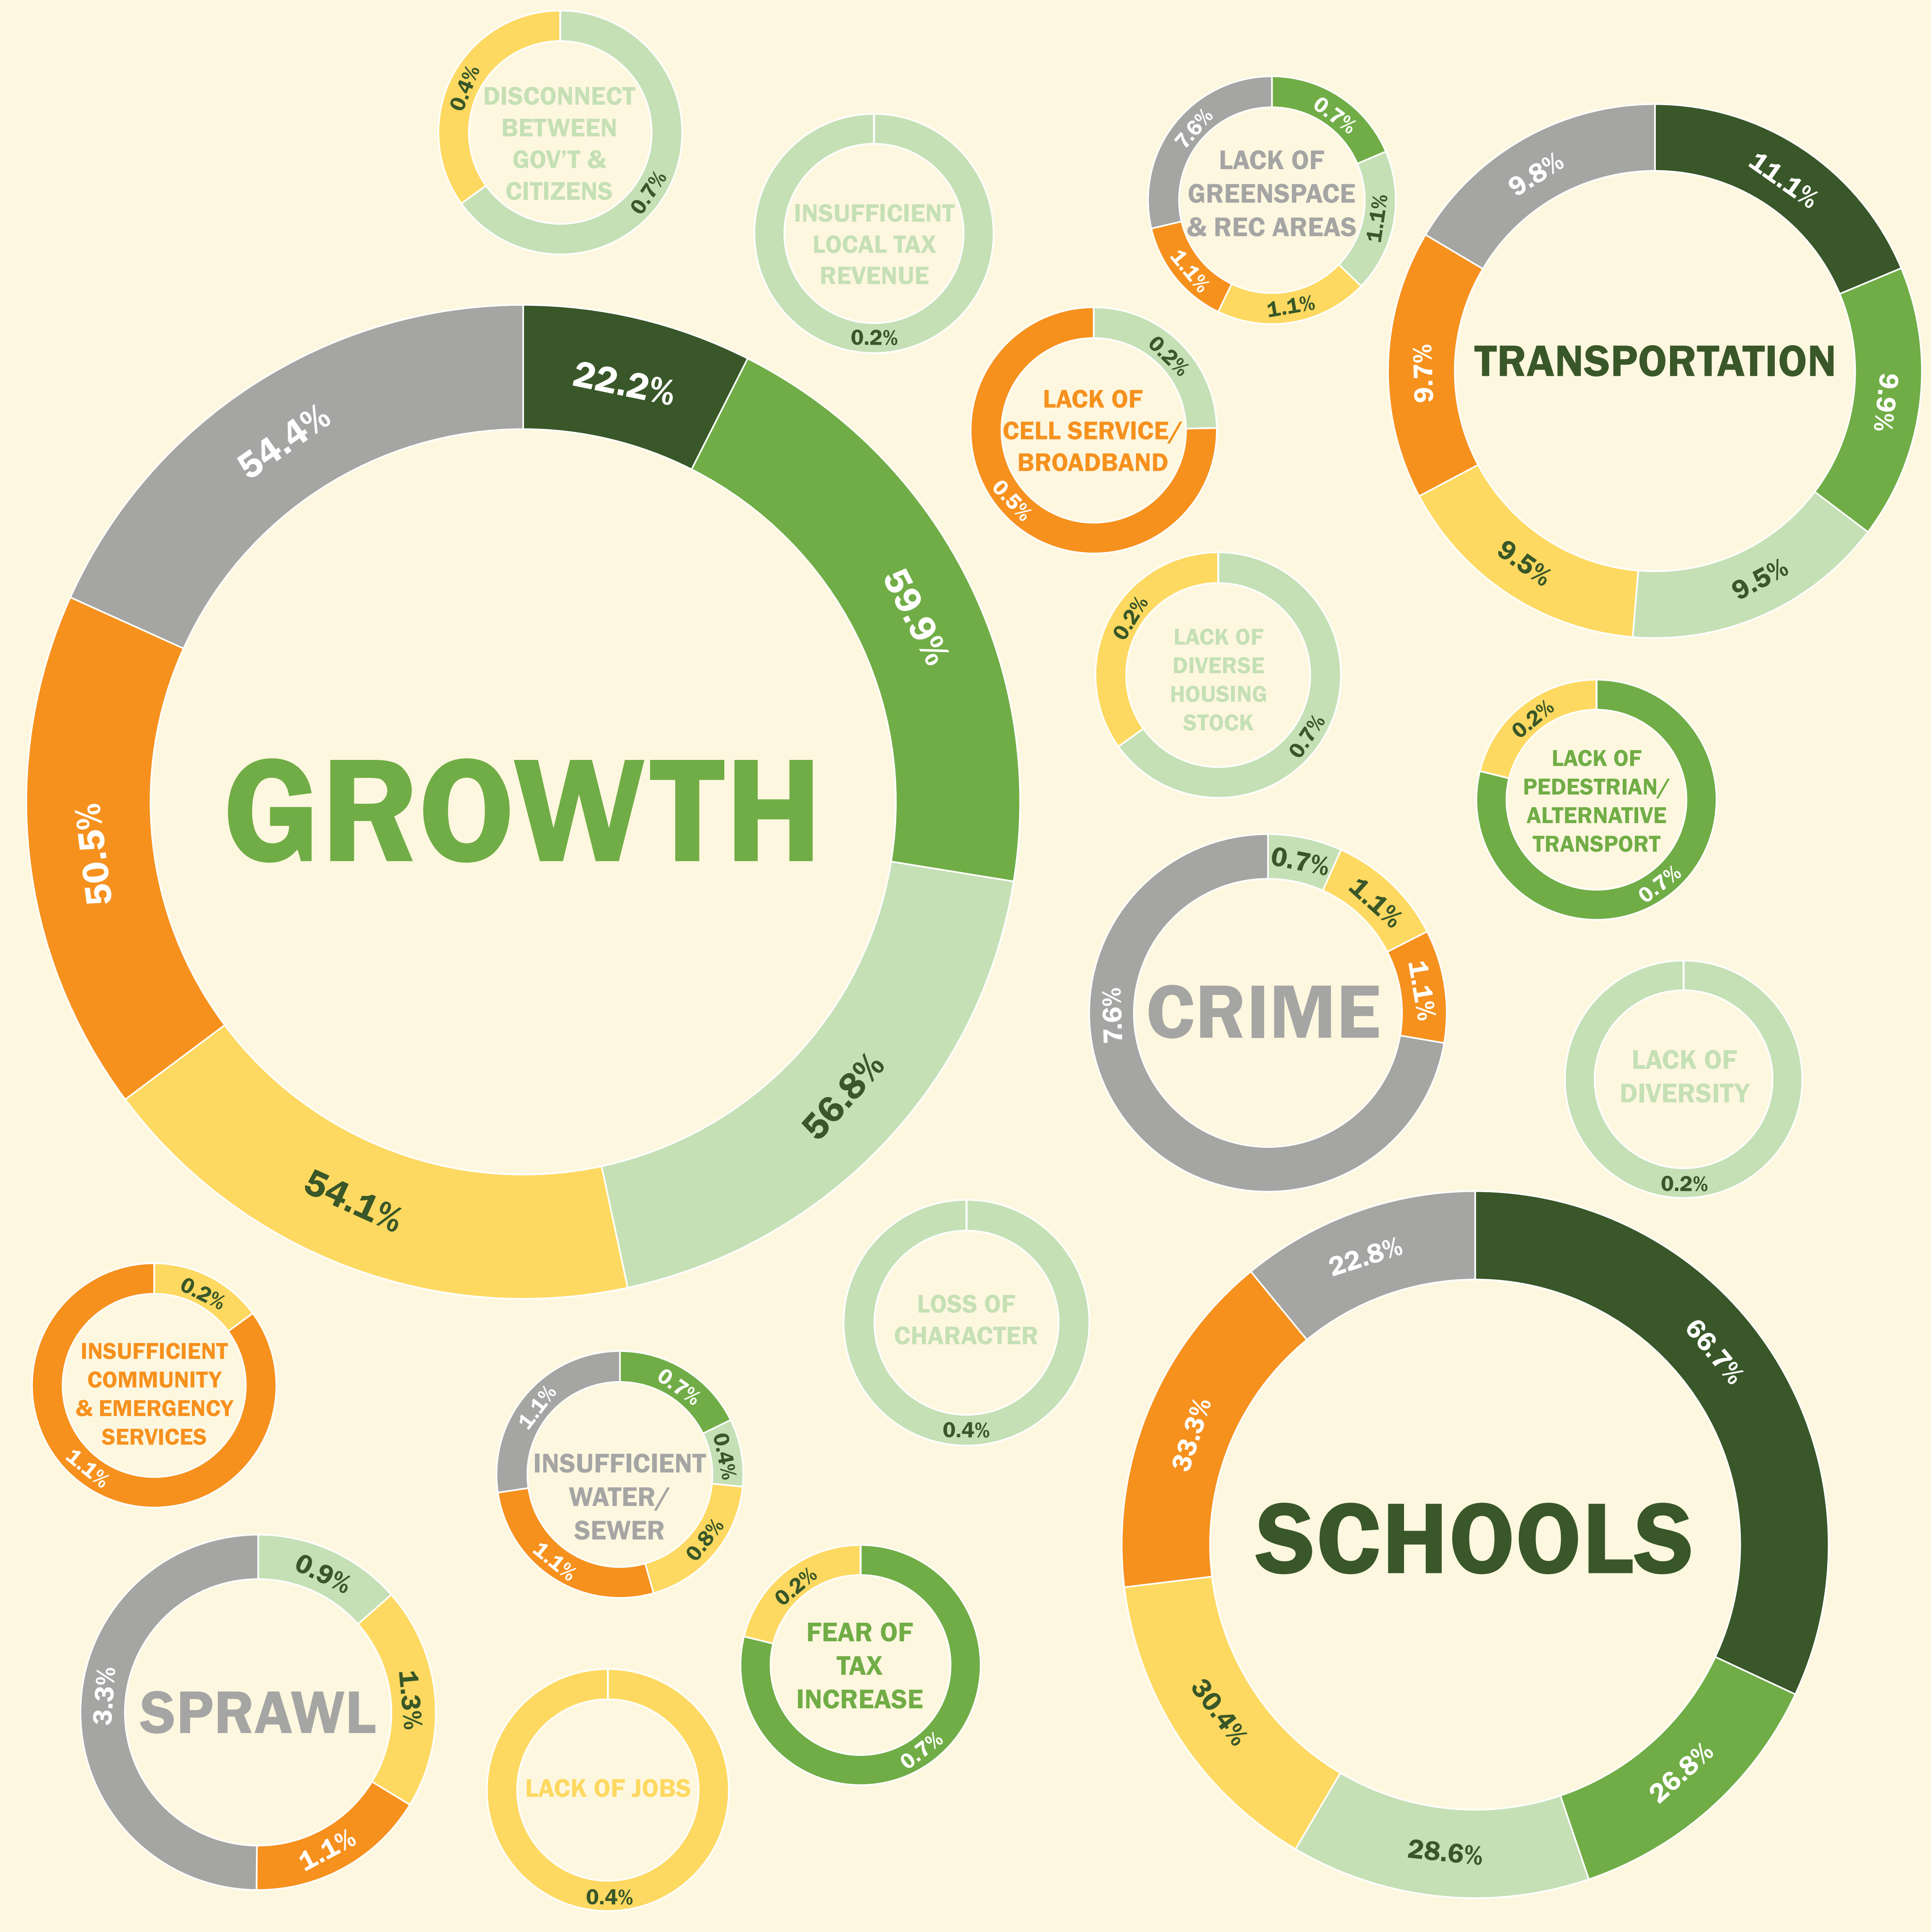 0.4%
DISCONNECT
BETWEEN
GOV'T &
CITIZENS
0.7%
INSUFFICIENT
LOCAL TAX
REVENUE
0.2%
7.6%
0.7%
LACK OF
GREENSPACE
& REC AREAS
1.1%
1.1%
1.1%
9.8%
11.1%
TRANSPORTATION
9.7%
9.9%
9.5%
9.5%
0.2%
LACK OF
CELL SERVICE/
BROADBAND
0.5%
22.2%
54.4%
59.9%
GROWTH
50.5%
56.8%
54.1%
0.2%
LACK OF
DIVERSE
HOUSING
STOCK
0.7%
0.2%
LACK OF
PEDESTRIAN/
ALTERNATIVE
TRANSPORT
0.7%
0.7%
1.1%
1.1%
CRIME
7.6%
LACK OF
DIVERSITY
0.2%
LOSS OF
CHARACTER
0.4%
0.2%
INSUFFICIENT
COMMUNITY
& EMERGENCY
SERVICES
1.1%
1.1%
0.7%
0.4%
INSUFFICIENT
WATER/
SEWER
0.8%
1.1%
22.8%
66.7%
33.3%
SCHOOLS
30.4%
26.8%
28.6%
0.9%
1.3%
3.3%
SPRAWL
1.1%
0.2%
FEAR OF
TAX
INCREASE
0.7%
LACK OF JOBS
0.4%